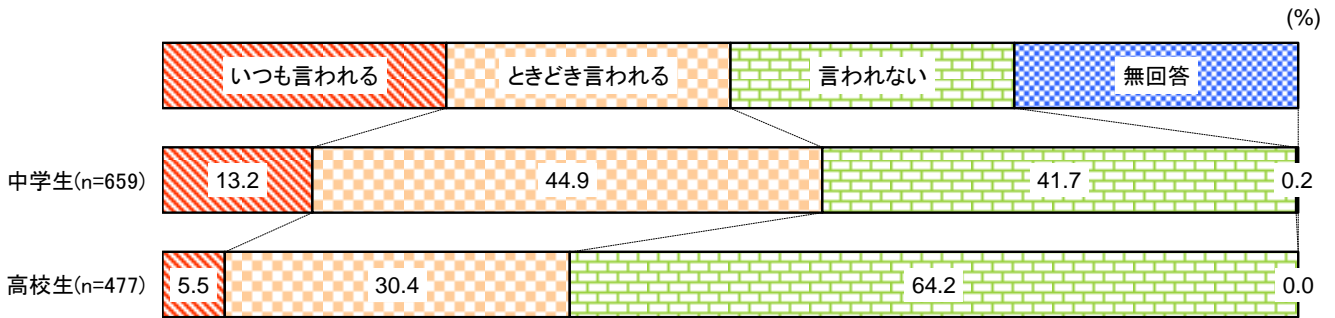 (%)
いつも言われる ときどき言われる 言われない 無回答
中学生(n=659) 13.2 44.9 41.7 0.2
高校生(n=477) 5.5 30.4 64.2 0.0